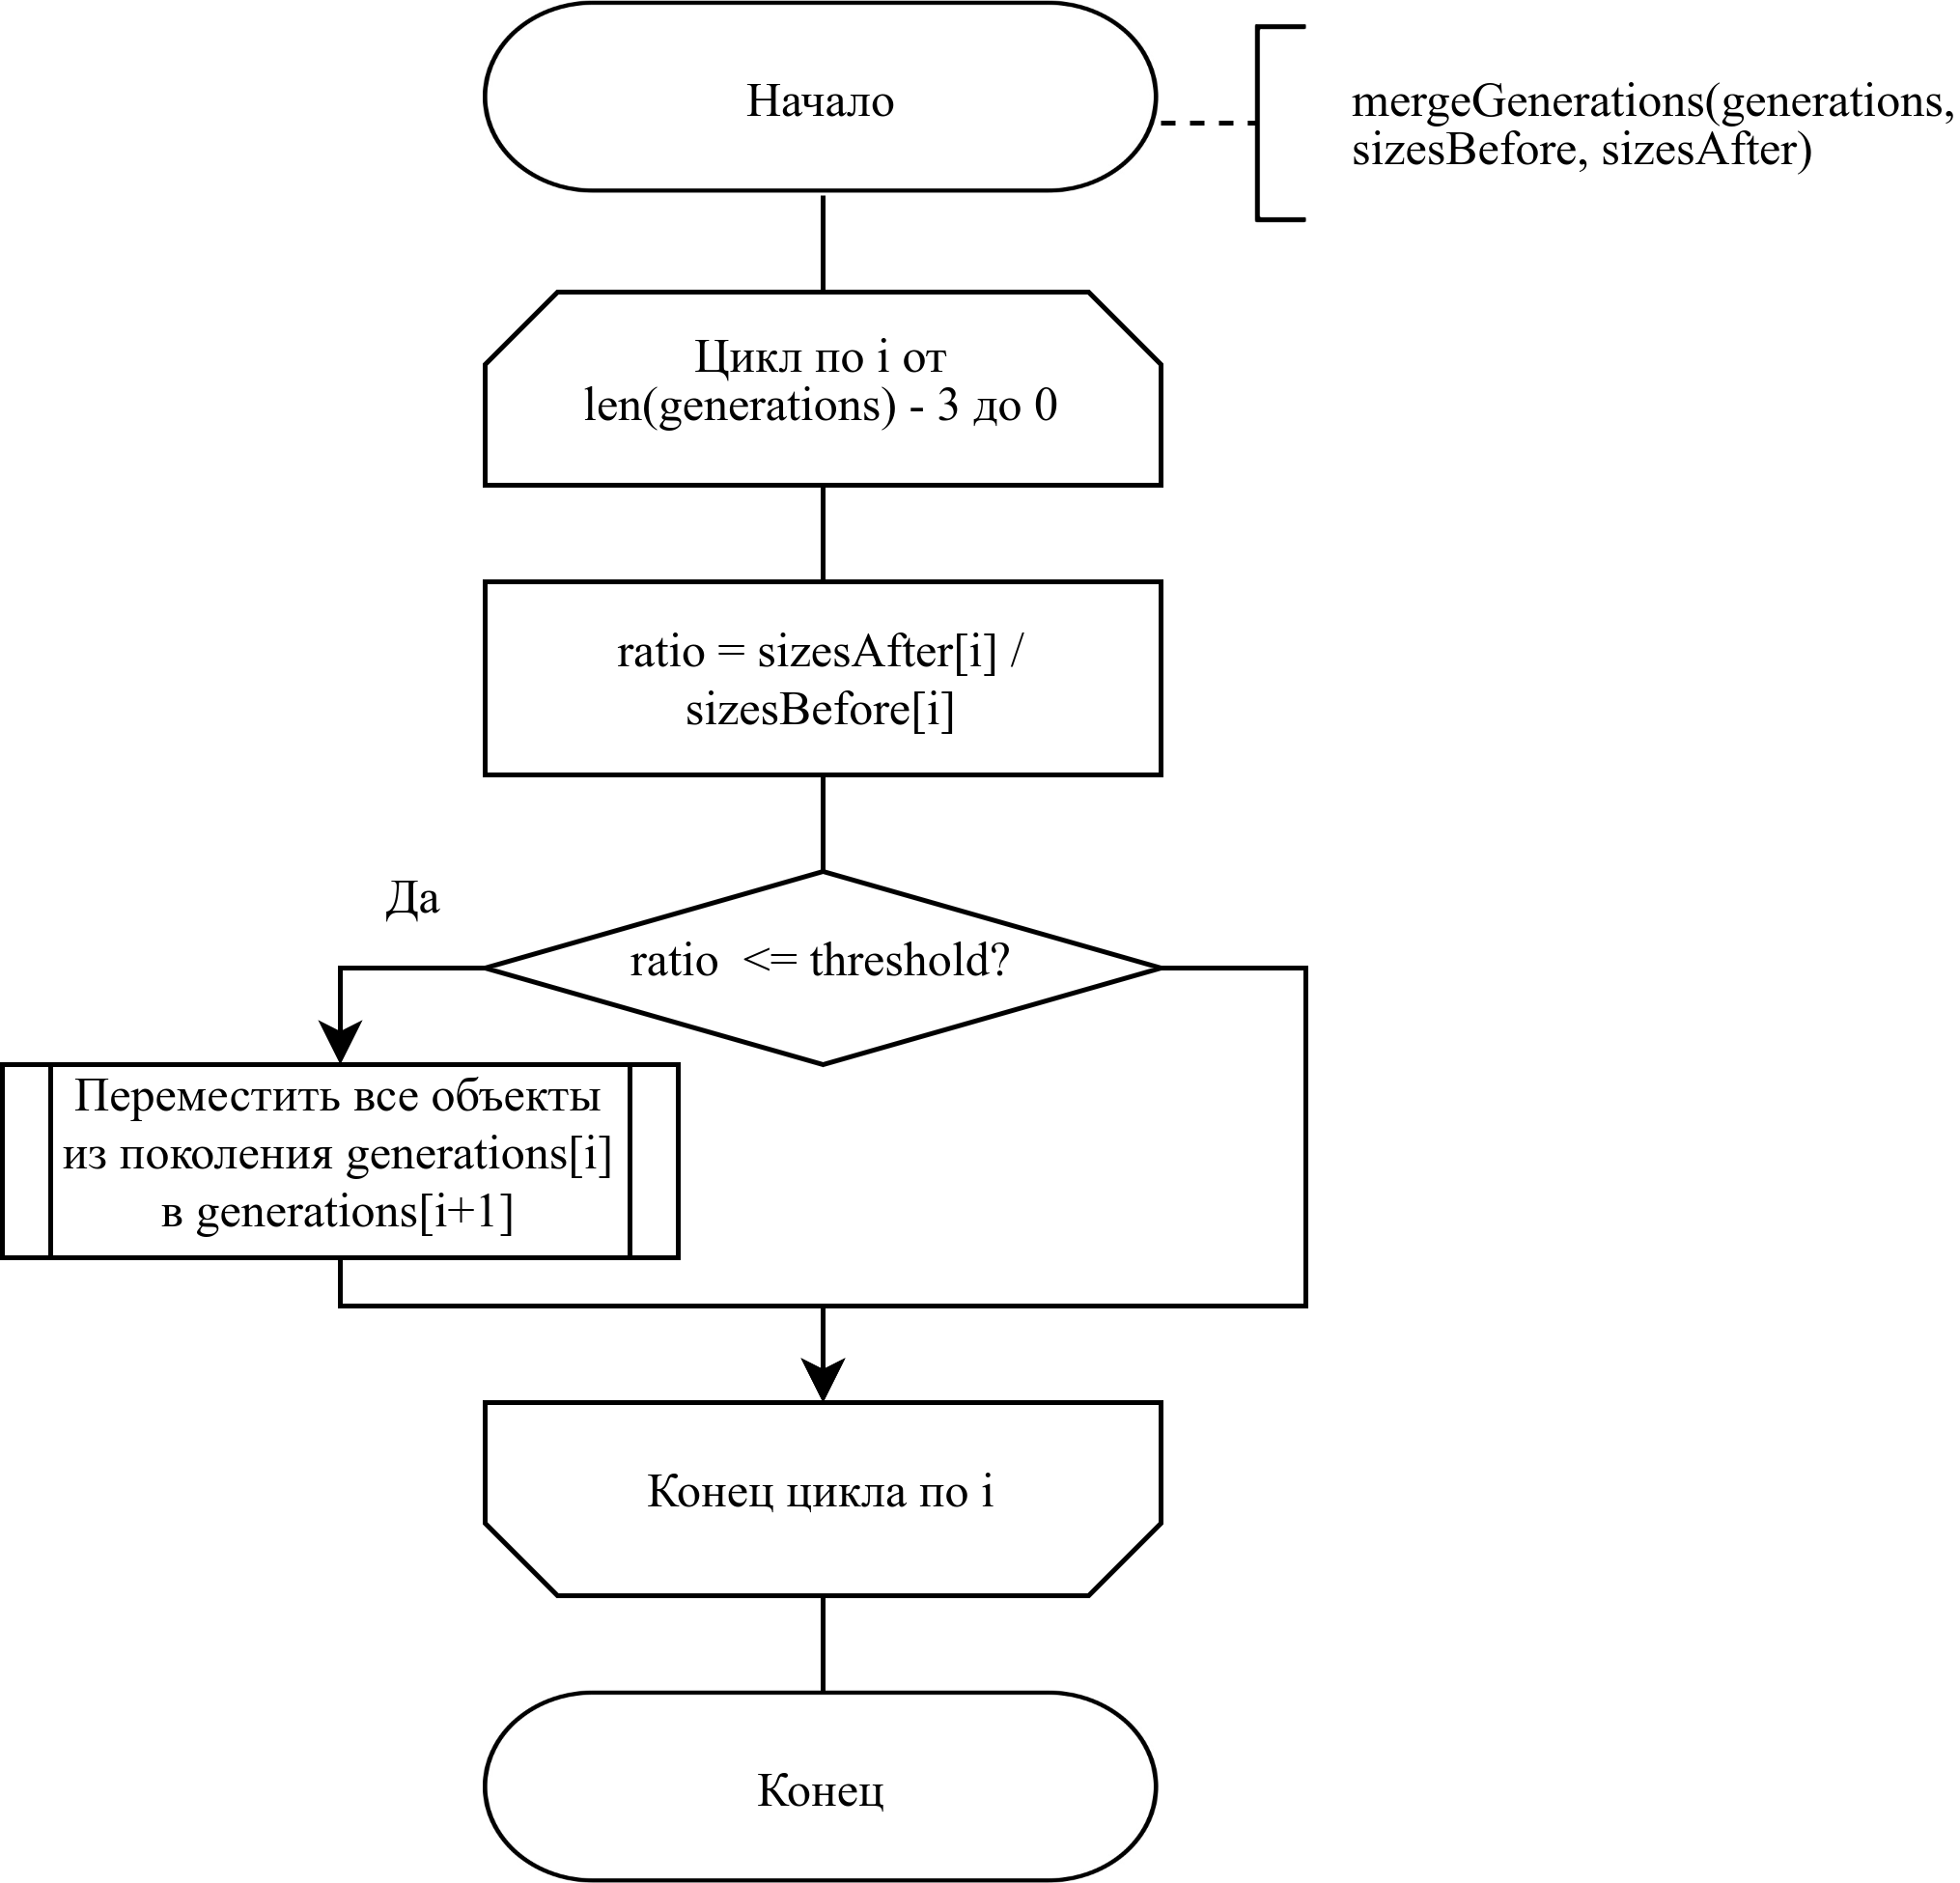 Начало
mergeGenerations(generations,
sizesBefore, sizesAfter)
Цикл по i от
len(generations) - 3 до 0
ratio = sizesAfter[i] /
sizesBefore[i]
Да
ratio  <= threshold?
Переместить все объекты
из поколения generations[i]
в generations[i+1]
Конец цикла по i
Конец